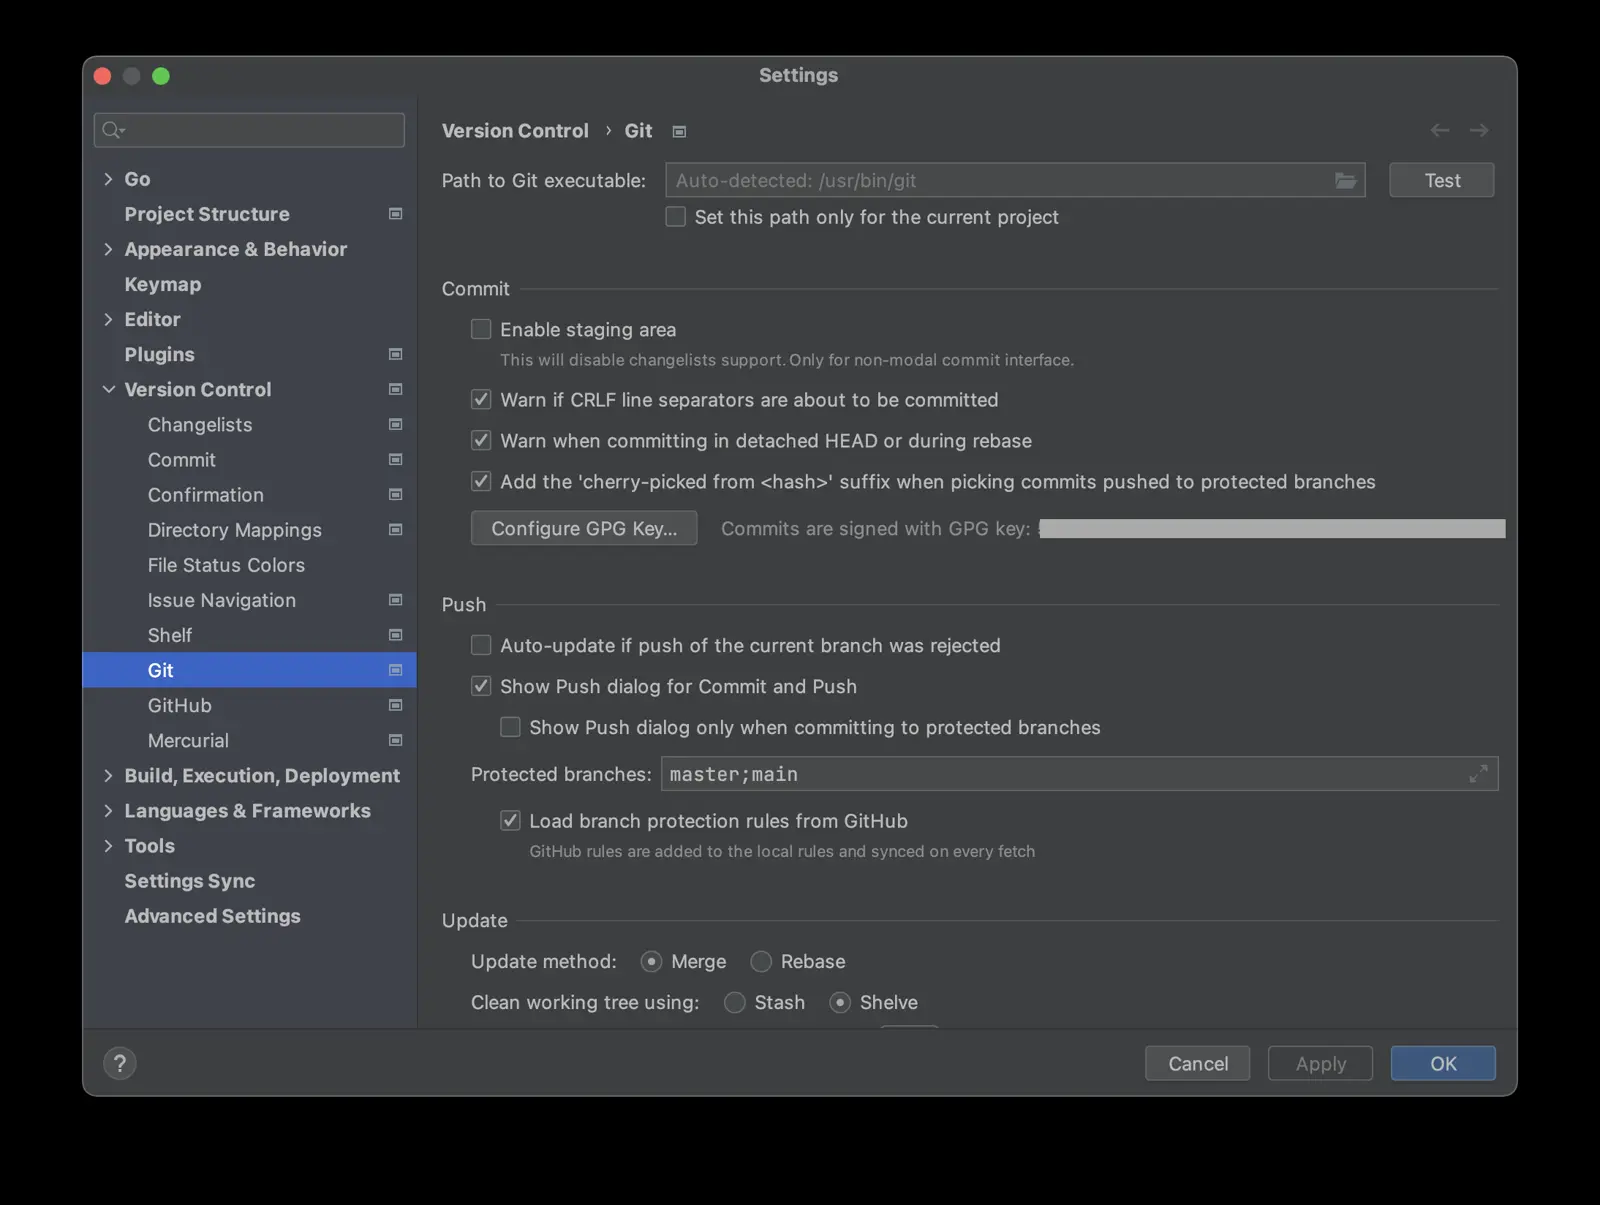 Settings
Go
Project Structure
Appearance & Behavior
Keymap
Editor
Plugins
Version Control
Changelists
Commit
Confirmation
Directory Mappings
File Status Colors
Issue Navigation
Shelf
Git
GitHub
Mercurial
Build, Execution, Deployment
Languages & Frameworks
Tools
Settings Sync
Advanced Settings
Version Control › Git
Path to Git executable: Auto-detected: /usr/bin/git Test
Set this path only for the current project
Commit
Enable staging area
This will disable changelists support. Only for non-modal commit interface.
Warn if CRLF line separators are about to be committed
Warn when committing in detached HEAD or during rebase
Add the 'cherry-picked from <hash>' suffix when picking commits pushed to protected branches
Configure GPG Key... Commits are signed with GPG key:
Push
Auto-update if push of the current branch was rejected
Show Push dialog for Commit and Push
Show Push dialog only when committing to protected branches
Protected branches: master;main
Load branch protection rules from GitHub
GitHub rules are added to the local rules and synced on every fetch
Update
Update method: Merge Rebase
Clean working tree using: Stash Shelve
? Cancel Apply OK